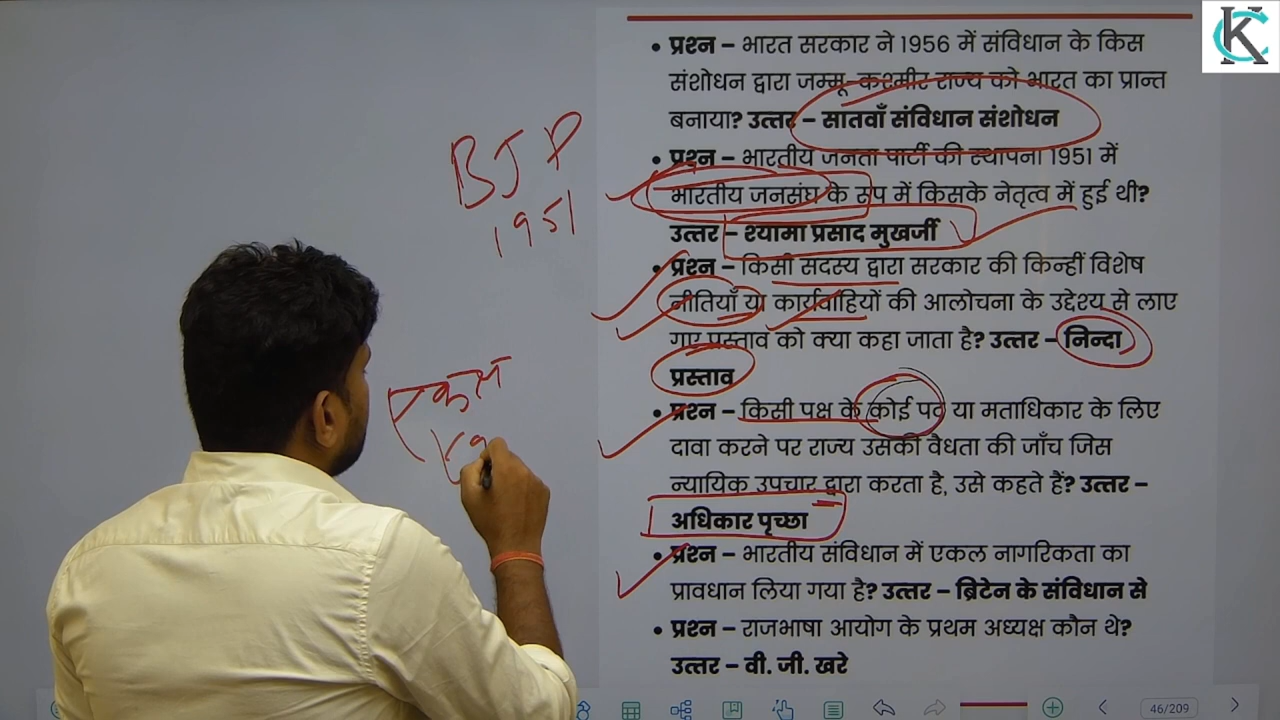 KC
• प्रश्न – भारत सरकार ने 1956 में संविधान के किस
संशोधन द्वारा जम्मू-कश्मीर राज्य को भारत का प्रान्त
बनाया? उत्तर – सातवाँ संविधान संशोधन
• प्रश्न – भारतीय जनता पार्टी की स्थापना 1951 में
भारतीय जनसंघ के रूप में किसके नेतृत्व में हुई थी?
उत्तर – श्यामा प्रसाद मुखर्जी
• प्रश्न – किसी सदस्य द्वारा सरकार की किन्हीं विशेष
नीतियाँ या कार्यवाहियों की आलोचना के उद्देश्य से लाए
गए प्रस्ताव को क्या कहा जाता है? उत्तर – निन्दा
प्रस्ताव
• प्रश्न – किसी पक्ष के कोई पद या मताधिकार के लिए
दावा करने पर राज्य उसकी वैधता की जाँच जिस
न्यायिक उपचार द्वारा करता है, उसे कहते हैं? उत्तर –
अधिकार पृच्छा
• प्रश्न – भारतीय संविधान में एकल नागरिकता का
प्रावधान लिया गया है? उत्तर – ब्रिटेन के संविधान से
• प्रश्न – राजभाषा आयोग के प्रथम अध्यक्ष कौन थे?
उत्तर – वी. जी. खरे
BJP
1951
एकल
46/209